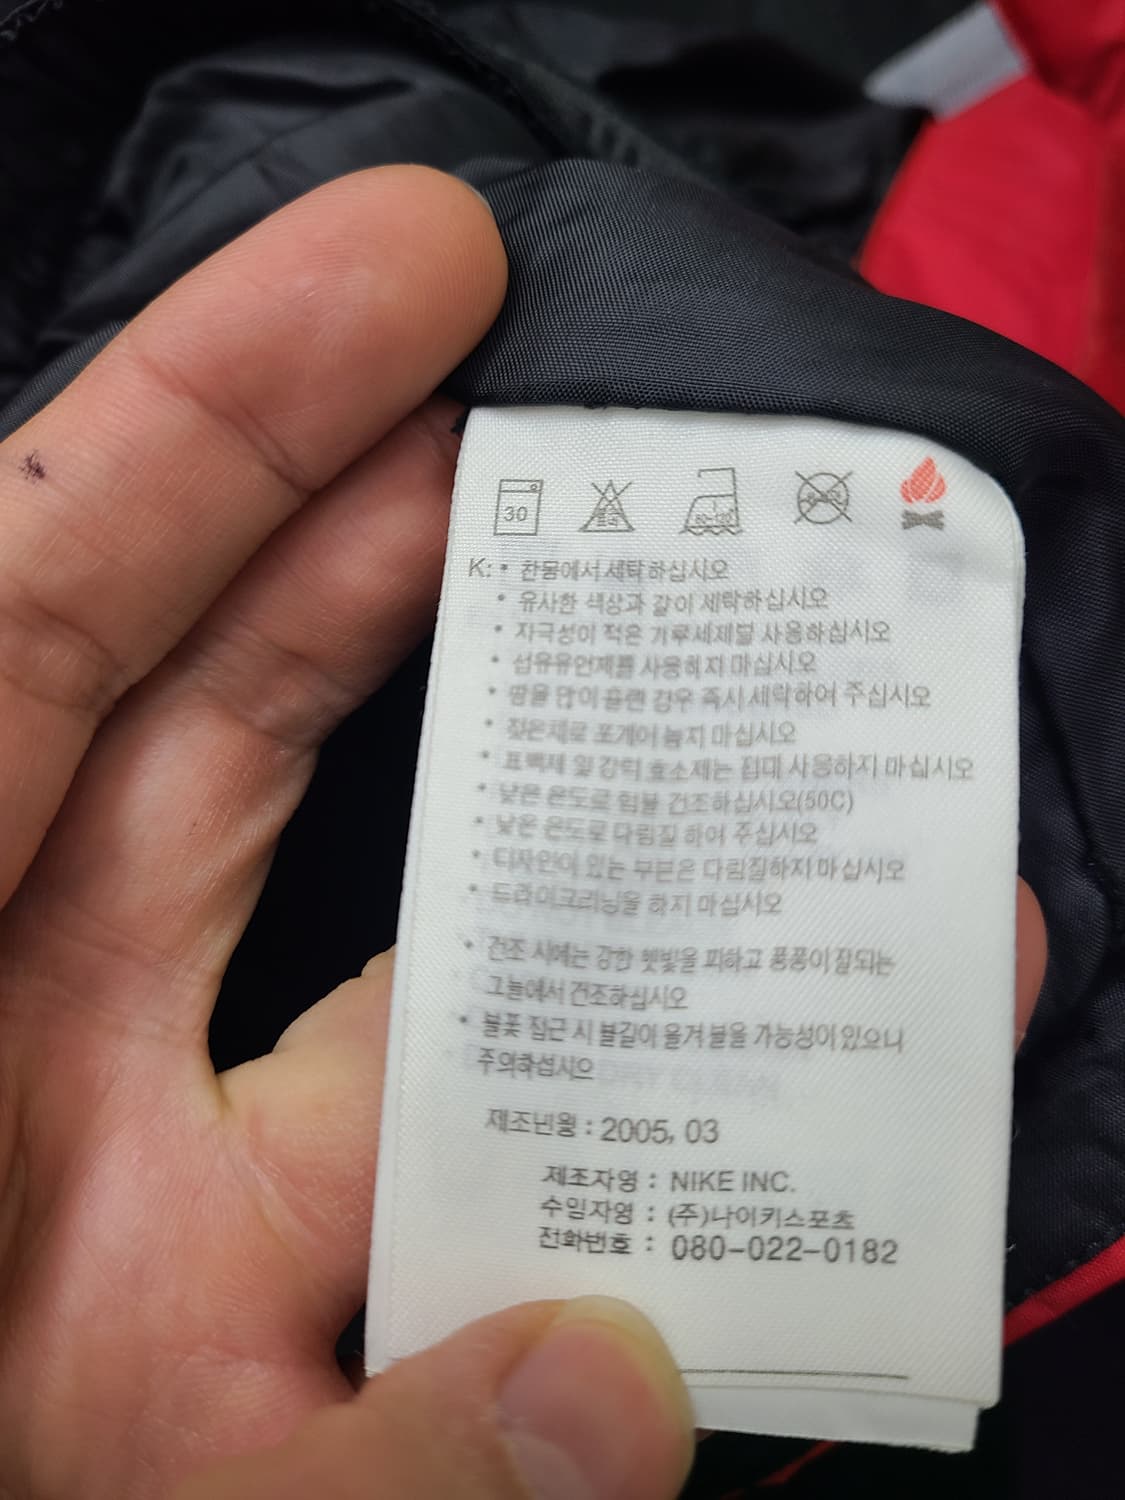 30
K: • 찬물에서 세탁하십시오
• 유사한 색상과 같이 세탁하십시오
• 자극성이 적은 가루세제를 사용하십시오
• 섬유유연제를 사용하지 마십시오
• 땀을 많이 흘린 경우 즉시 세탁하여 주십시오
• 젖은채로 포개어 놓지 마십시오
• 표백제 및 강력 효소제는 절대 사용하지 마십시오
• 낮은 온도로 텀블 건조하십시오(50C)
• 낮은 온도로 다림질 하여 주십시오
• 디자인이 있는 부분은 다림질하지 마십시오
• 드라이크리닝을 하지 마십시오
• 건조 시에는 강한 햇빛을 피하고 통풍이 잘되는
그늘에서 건조하십시오
• 불꽃 접근 시 불길이 옮겨 붙을 가능성이 있으니
주의하십시오
제조년월 : 2005, 03
제조자명 : NIKE INC.
수입자명 : (주)나이키스포츠
전화번호 : 080-022-0182